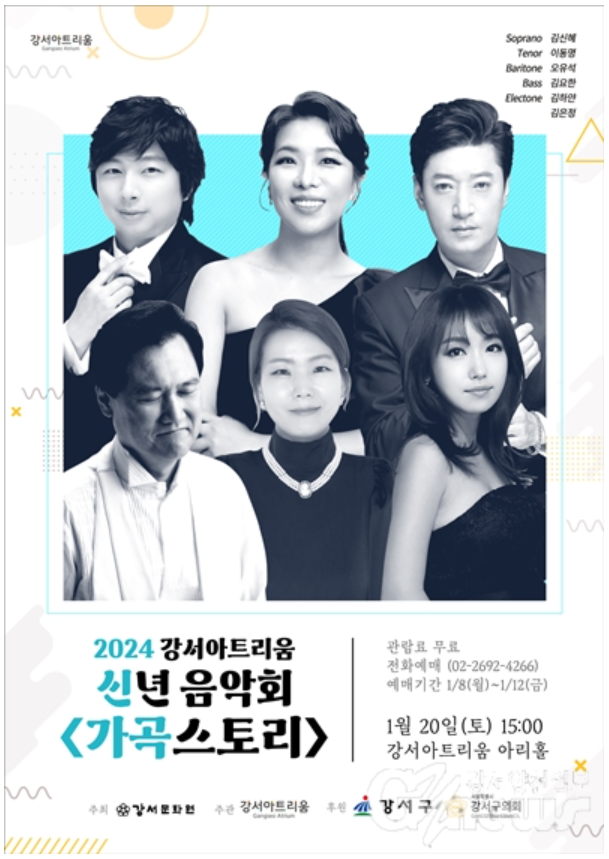 강서아트리움
Gangseo Atrium
Soprano 김신혜
Tenor 이동명
Baritone 오유석
Bass 김요한
Electone 김하얀
김은정
2024 강서아트리움
신년 음악회
<가곡스토리>
관람료 무료
전화예매 (02-2692-4266)
예매기간 1/8(월)~1/12(금)
1월 20일(토) 15:00
강서아트리움 아리홀
주최 강서문화원 주관 강서아트리움 후원 강서구 강서구의회
Gangseo Atrium